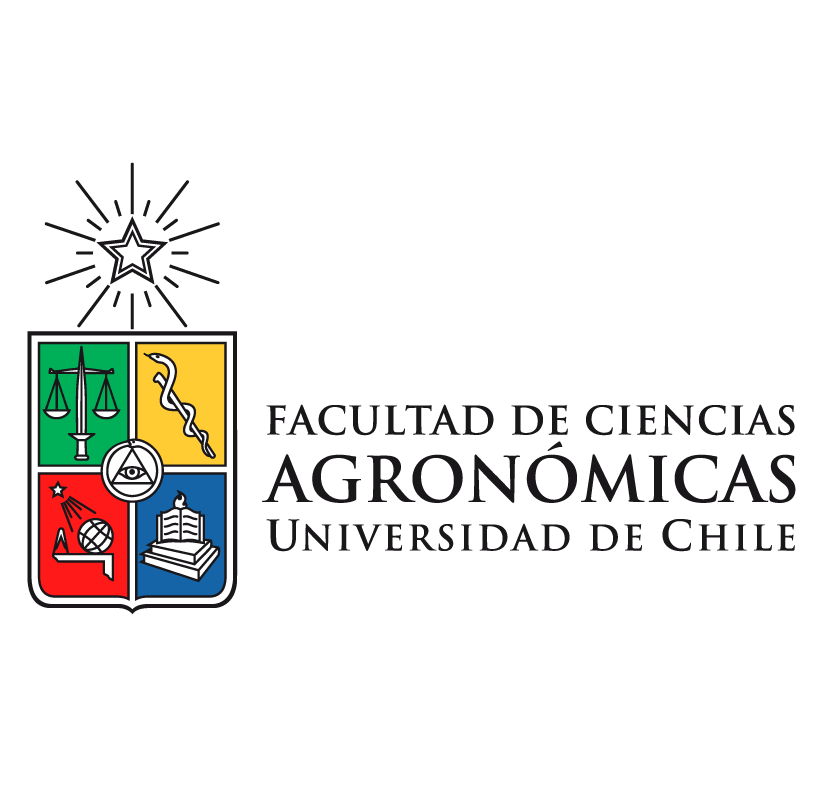 FACULTAD DE CIENCIAS
AGRONÓMICAS
UNIVERSIDAD DE CHILE